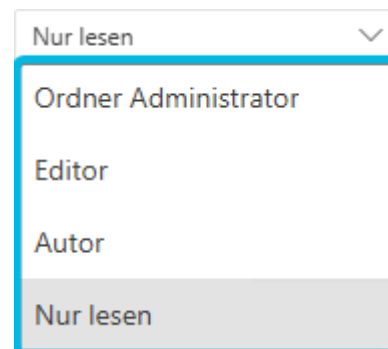 Nur lesen
Ordner Administrator
Editor
Autor
Nur lesen